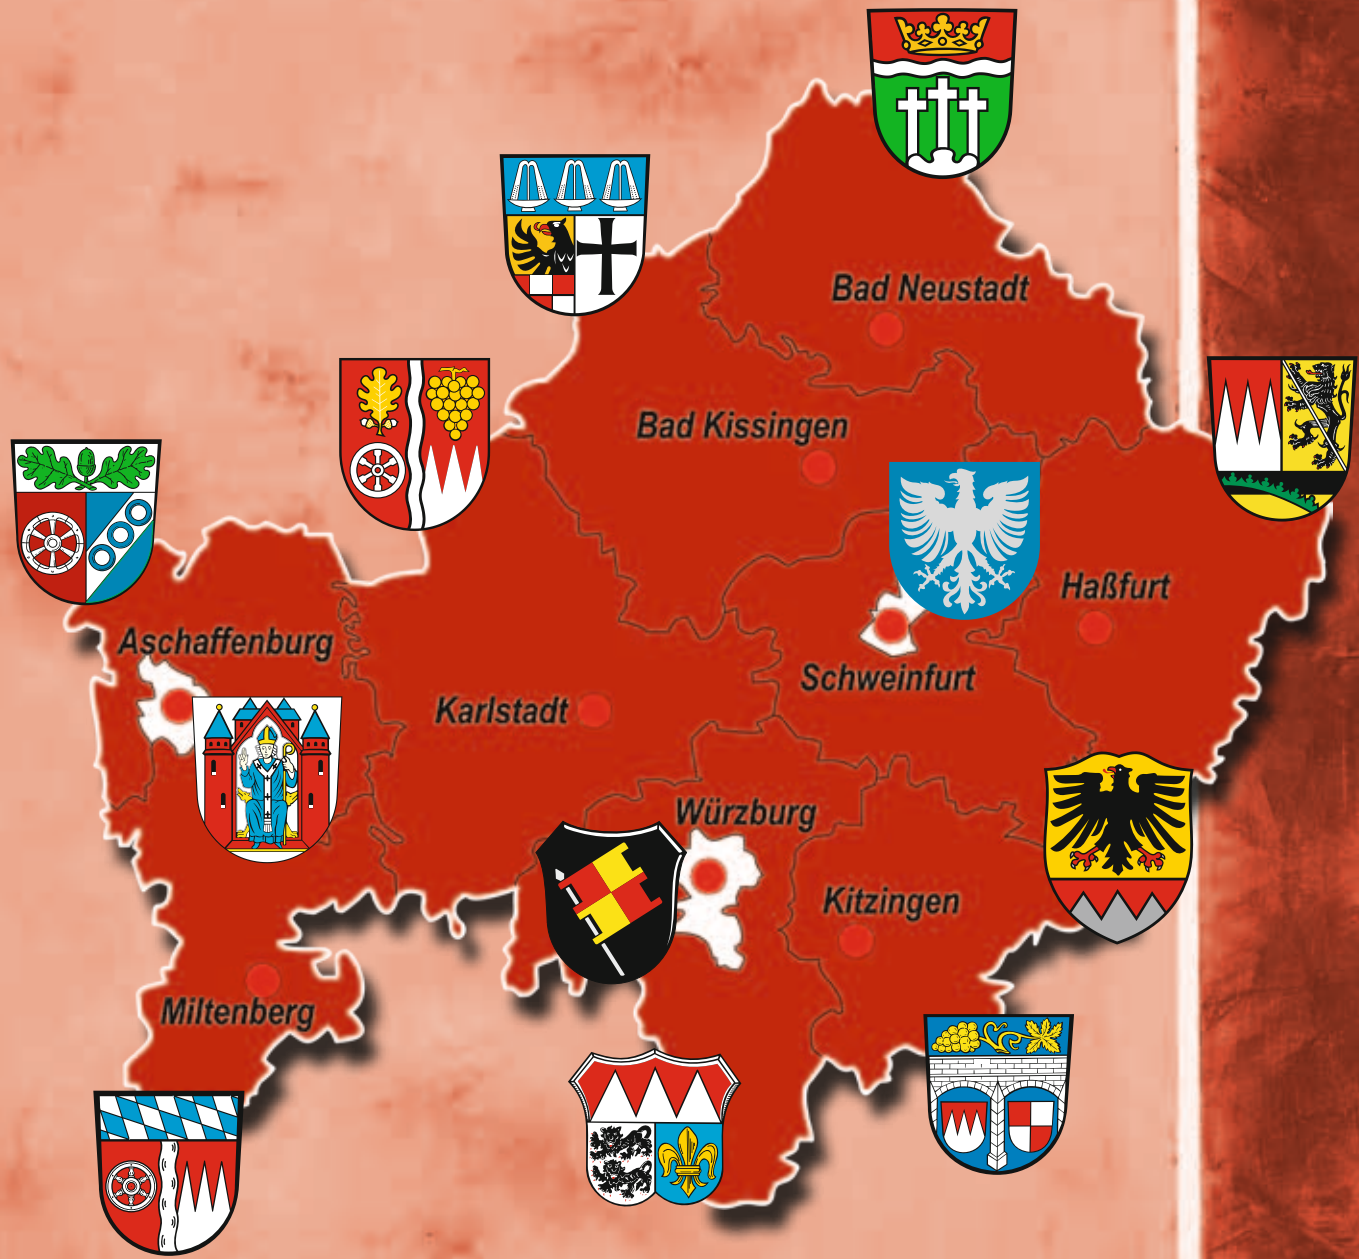 Bad Neustadt
Bad Kissingen
Haßfurt
Aschaffenburg
Schweinfurt
Karlstadt
Würzburg
Kitzingen
Miltenberg